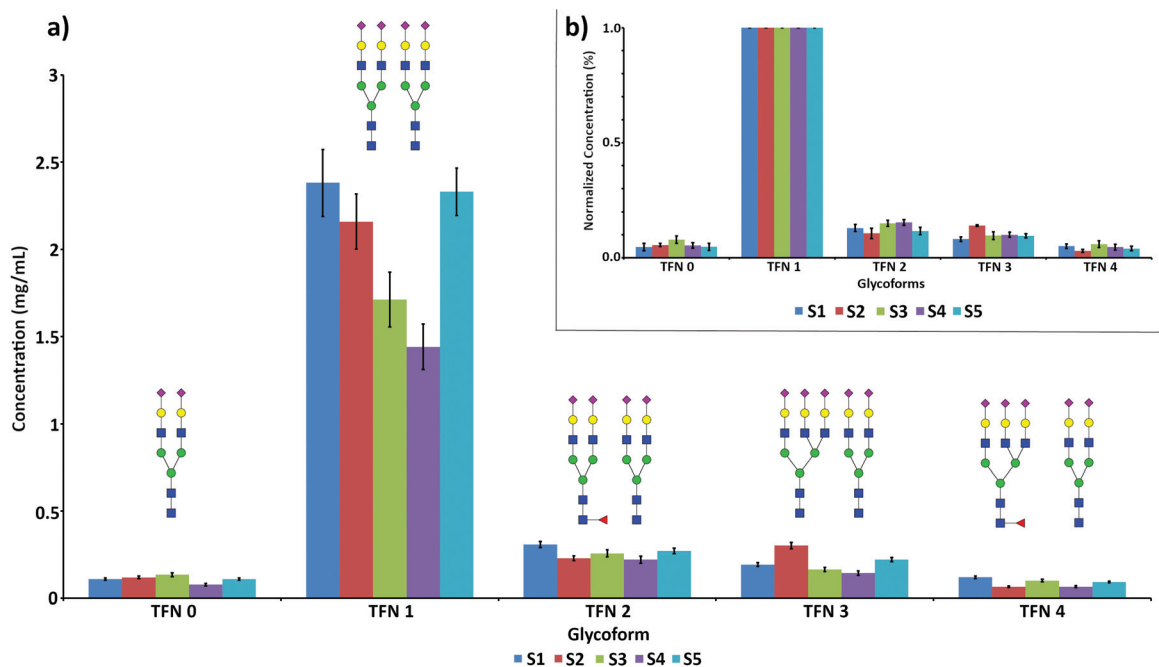 a)
Concentration (mg/mL)
3
2.5
2
1.5
1
0.5
0
TFN 0 TFN 1 TFN 2 TFN 3 TFN 4
Glycoform
S1 S2 S3 S4 S5
b)
Normalized Concentration (%)
1.0
0.5
0.0
TFN 0 TFN 1 TFN 2 TFN 3 TFN 4
Glycoforms
S1 S2 S3 S4 S5